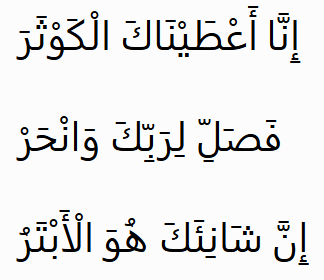 إِنَّا أَعْطَيْنَاكَ الْكَوْثَرَ
فَصَلِّ لِرَبِّكَ وَانْحَرْ
إِنَّ شَانِئَكَ هُوَ الْأَبْتَرُ